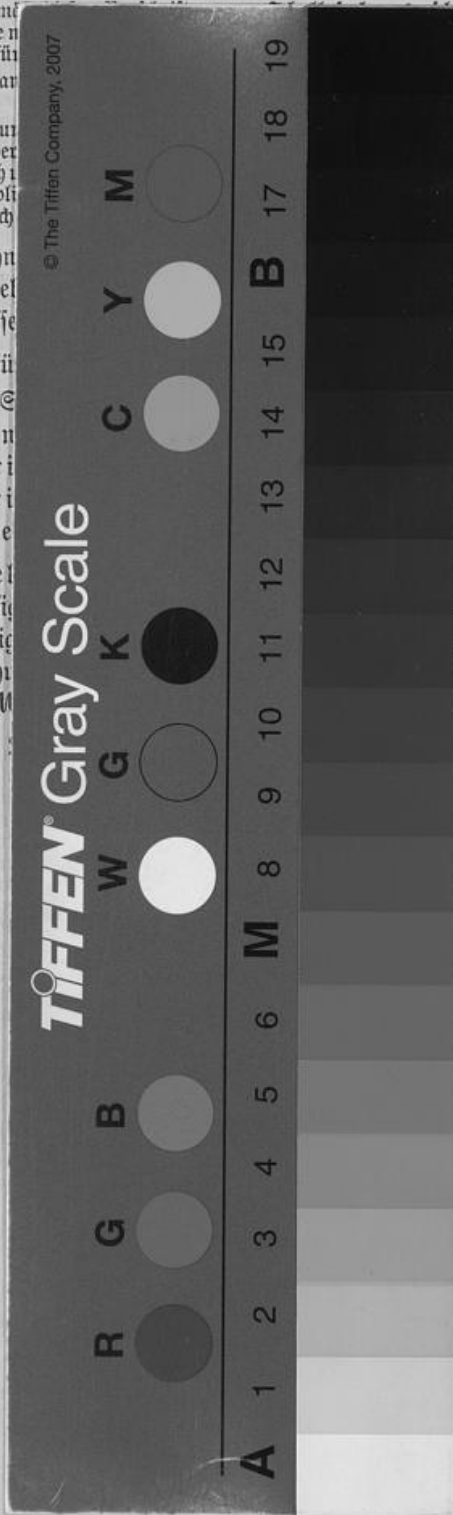 TIFFEN® Gray Scale
© The Tiffen Company, 2007
R G B W G K C Y M
A 1 2 3 4 5 6 M 8 9 10 11 12 13 14 15 B 17 18 19